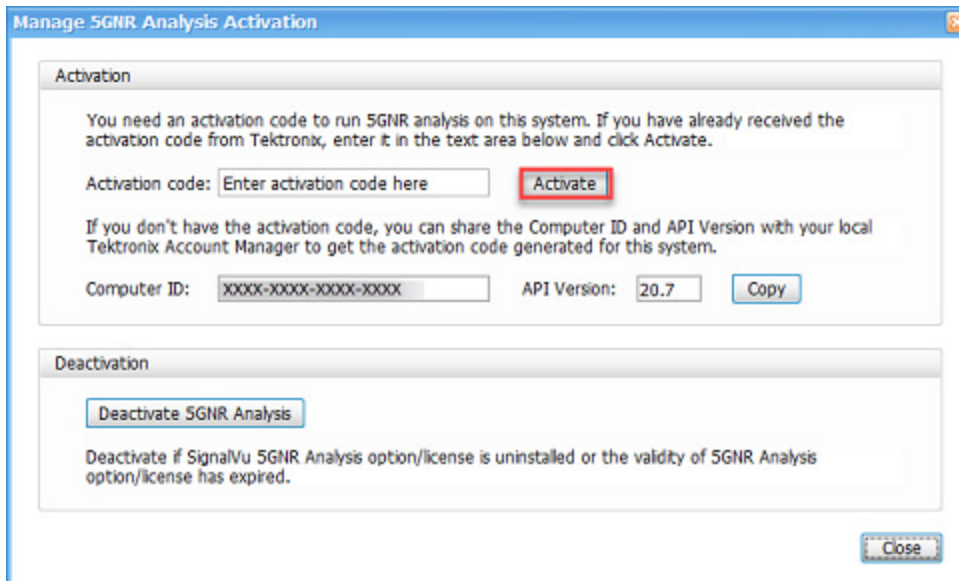 Manage 5GNR Analysis Activation
Activation
You need an activation code to run 5GNR analysis on this system. If you have already received the
activation code from Tektronix, enter it in the text area below and click Activate.
Activation code: Enter activation code here Activate
If you don't have the activation code, you can share the Computer ID and API Version with your local
Tektronix Account Manager to get the activation code generated for this system.
Computer ID: XXXX-XXXX-XXXX-XXXX API Version: 20.7 Copy
Deactivation
Deactivate 5GNR Analysis
Deactivate if SignalVu 5GNR Analysis option/license is uninstalled or the validity of 5GNR Analysis
option/license has expired.
Close